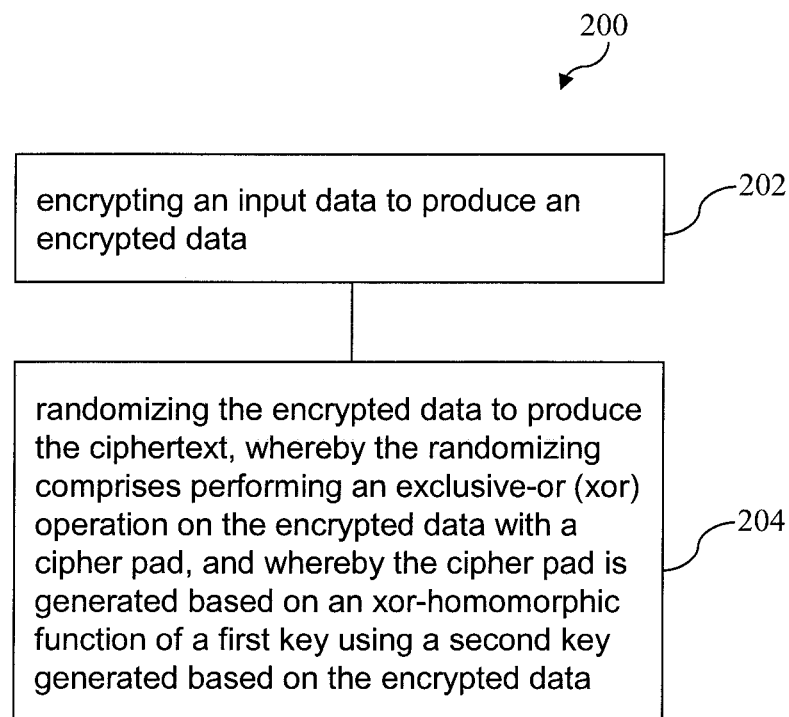 200
encrypting an input data to produce an
encrypted data
202
randomizing the encrypted data to produce
the ciphertext, whereby the randomizing
comprises performing an exclusive-or (xor)
operation on the encrypted data with a
cipher pad, and whereby the cipher pad is
generated based on an xor-homomorphic
function of a first key using a second key
generated based on the encrypted data
204